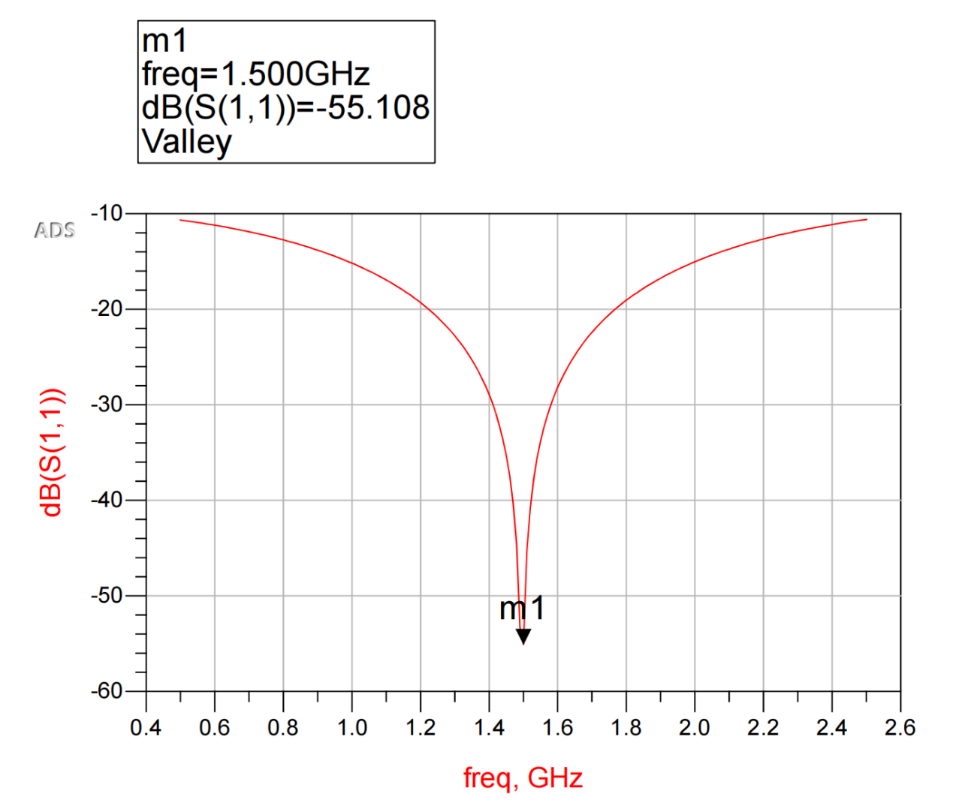 m1
freq=1.500GHz
dB(S(1,1))=-55.108
Valley
ADS
-10
-20
-30
-40
-50
-60
dB(S(1,1))
m1
0.4 0.6 0.8 1.0 1.2 1.4 1.6 1.8 2.0 2.2 2.4 2.6
freq, GHz